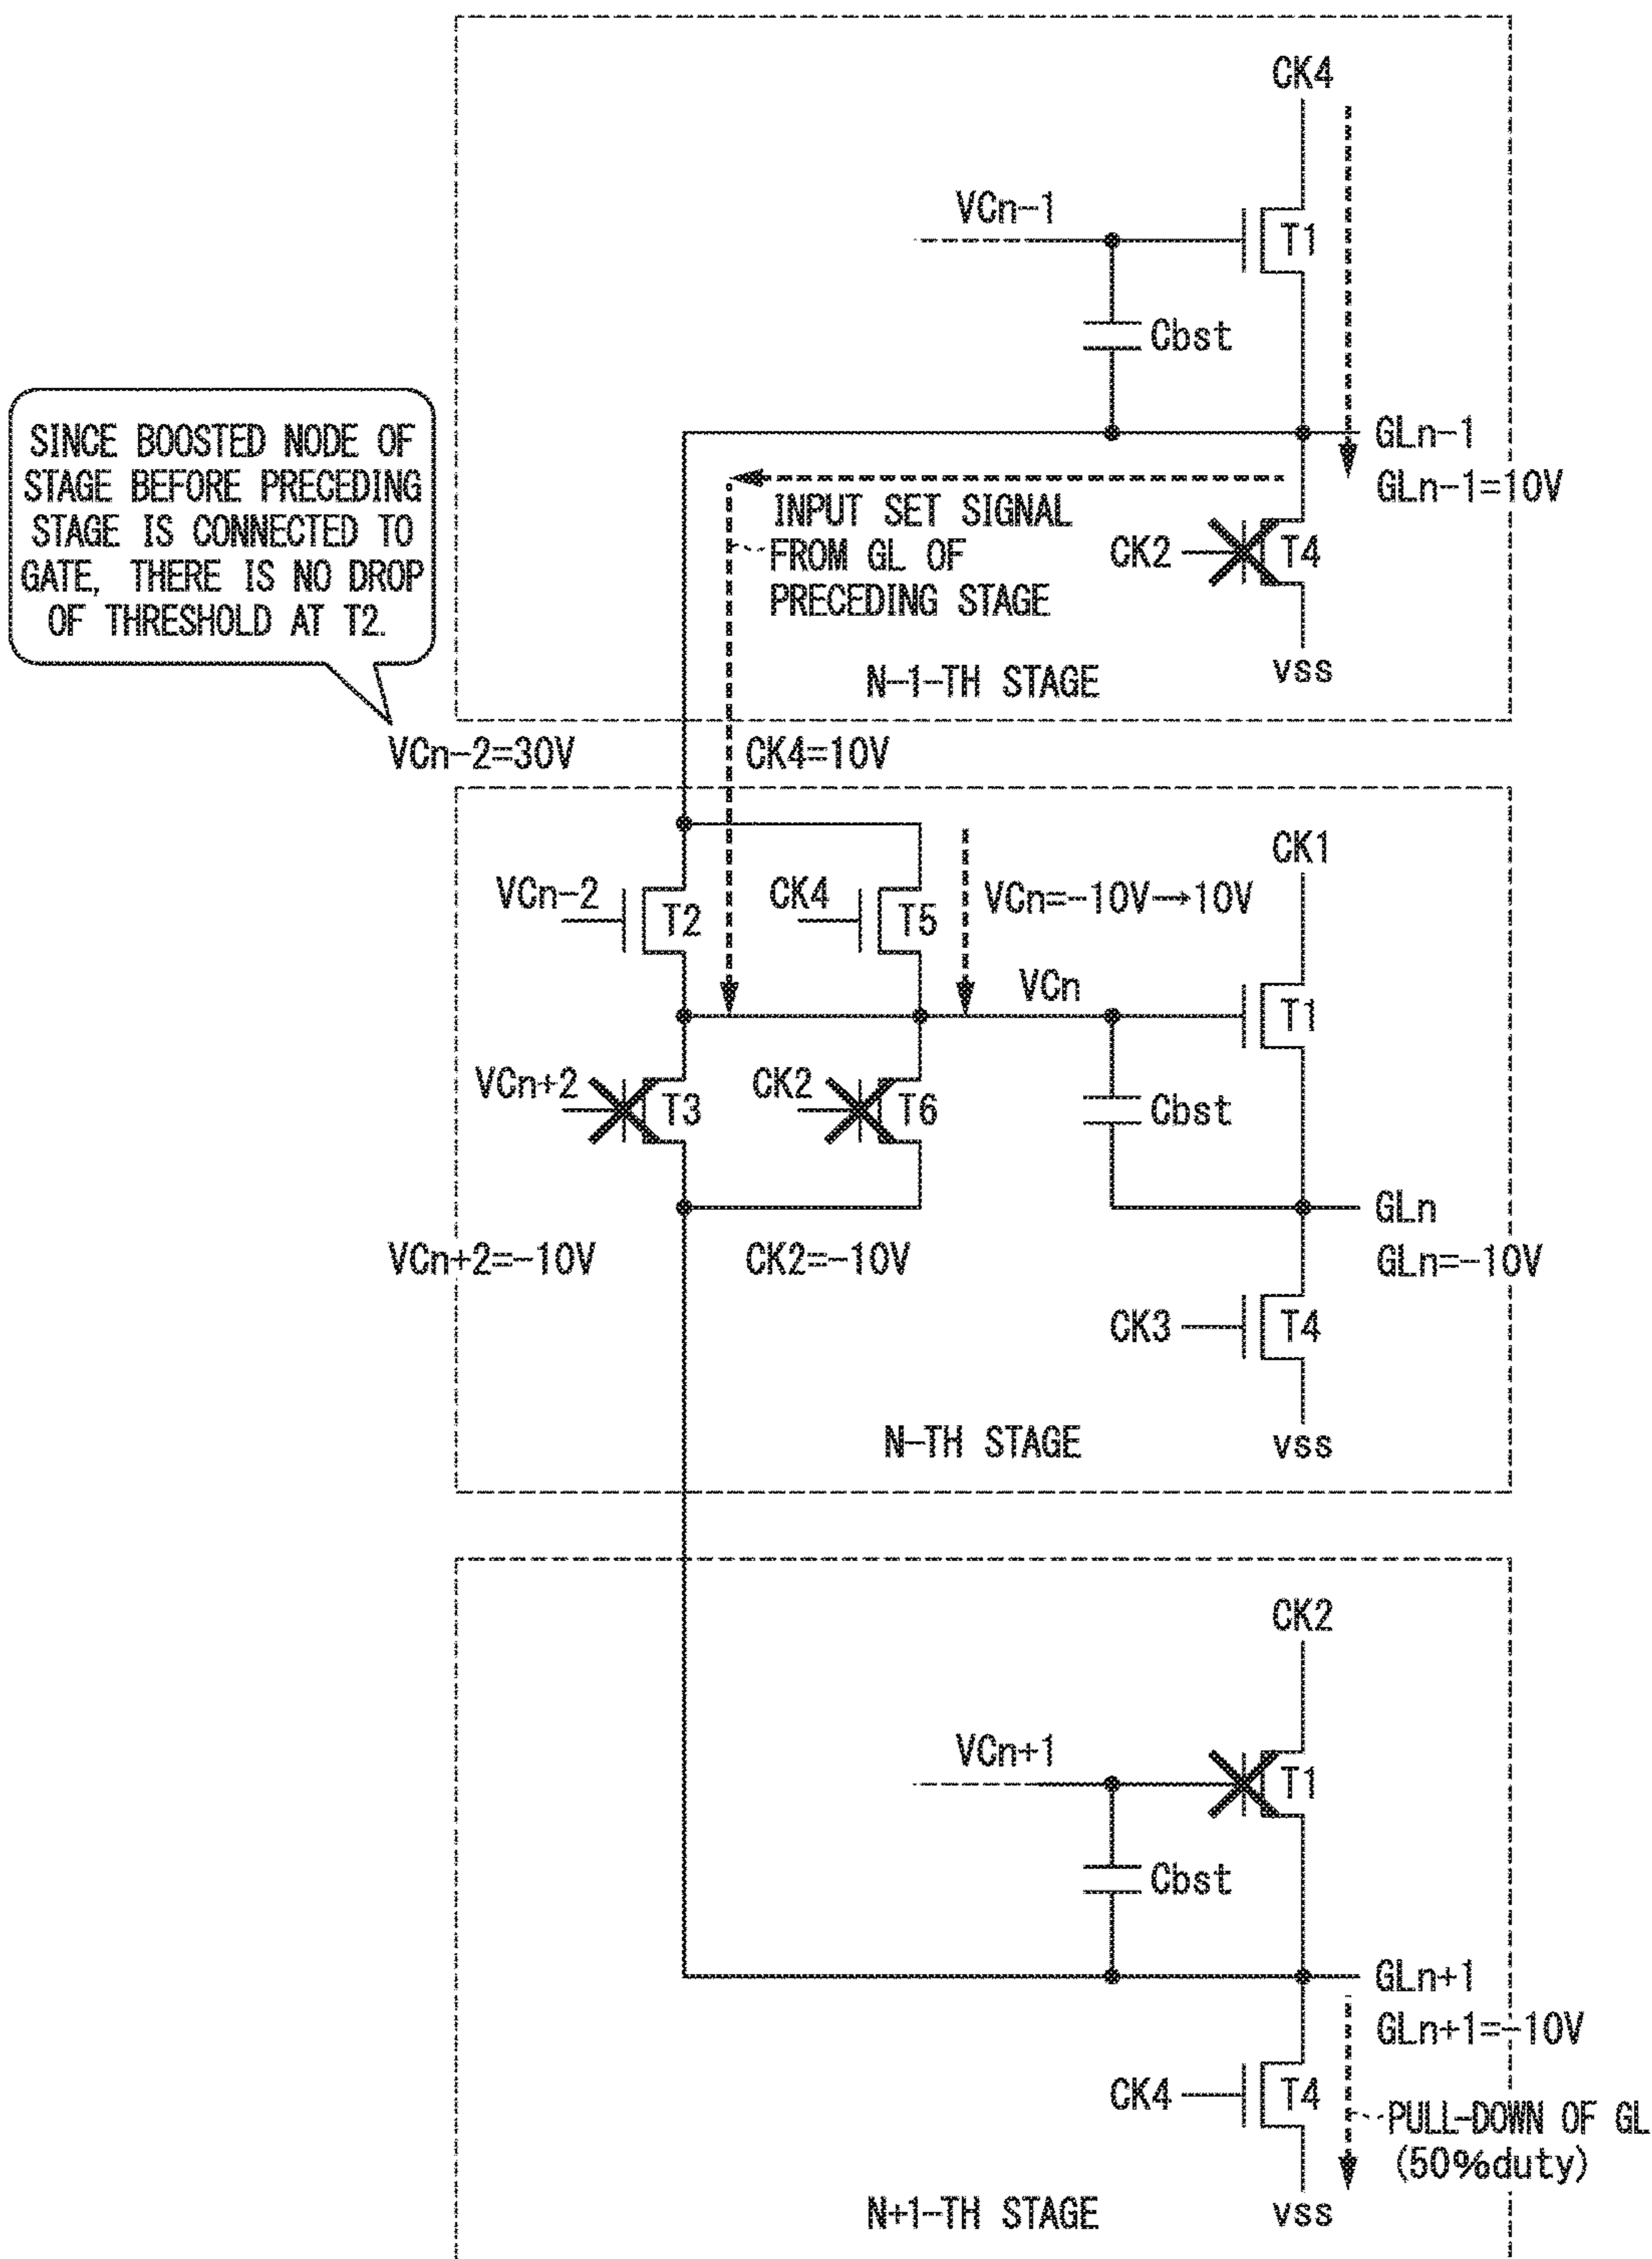 CK4
VCn-1
T1
Cbst
GLn-1
GLn-1=10V
SINCE BOOSTED NODE OF
STAGE BEFORE PRECEDING
STAGE IS CONNECTED TO
GATE, THERE IS NO DROP
OF THRESHOLD AT T2.
INPUT SET SIGNAL
FROM GL OF
PRECEDING STAGE
CK2
T4
vss
N-1-TH STAGE
VCn-2=30V
CK4=10V
CK1
VCn-2
T2
CK4
T5
VCn=-10V→10V
VCn
T1
VCn+2
T3
CK2
T6
Cbst
GLn
GLn=-10V
VCn+2=-10V
CK2=-10V
CK3
T4
N-TH STAGE
vss
CK2
VCn+1
T1
Cbst
GLn+1
GLn+1=-10V
CK4
T4
PULL-DOWN OF GL
(50%duty)
vss
N+1-TH STAGE